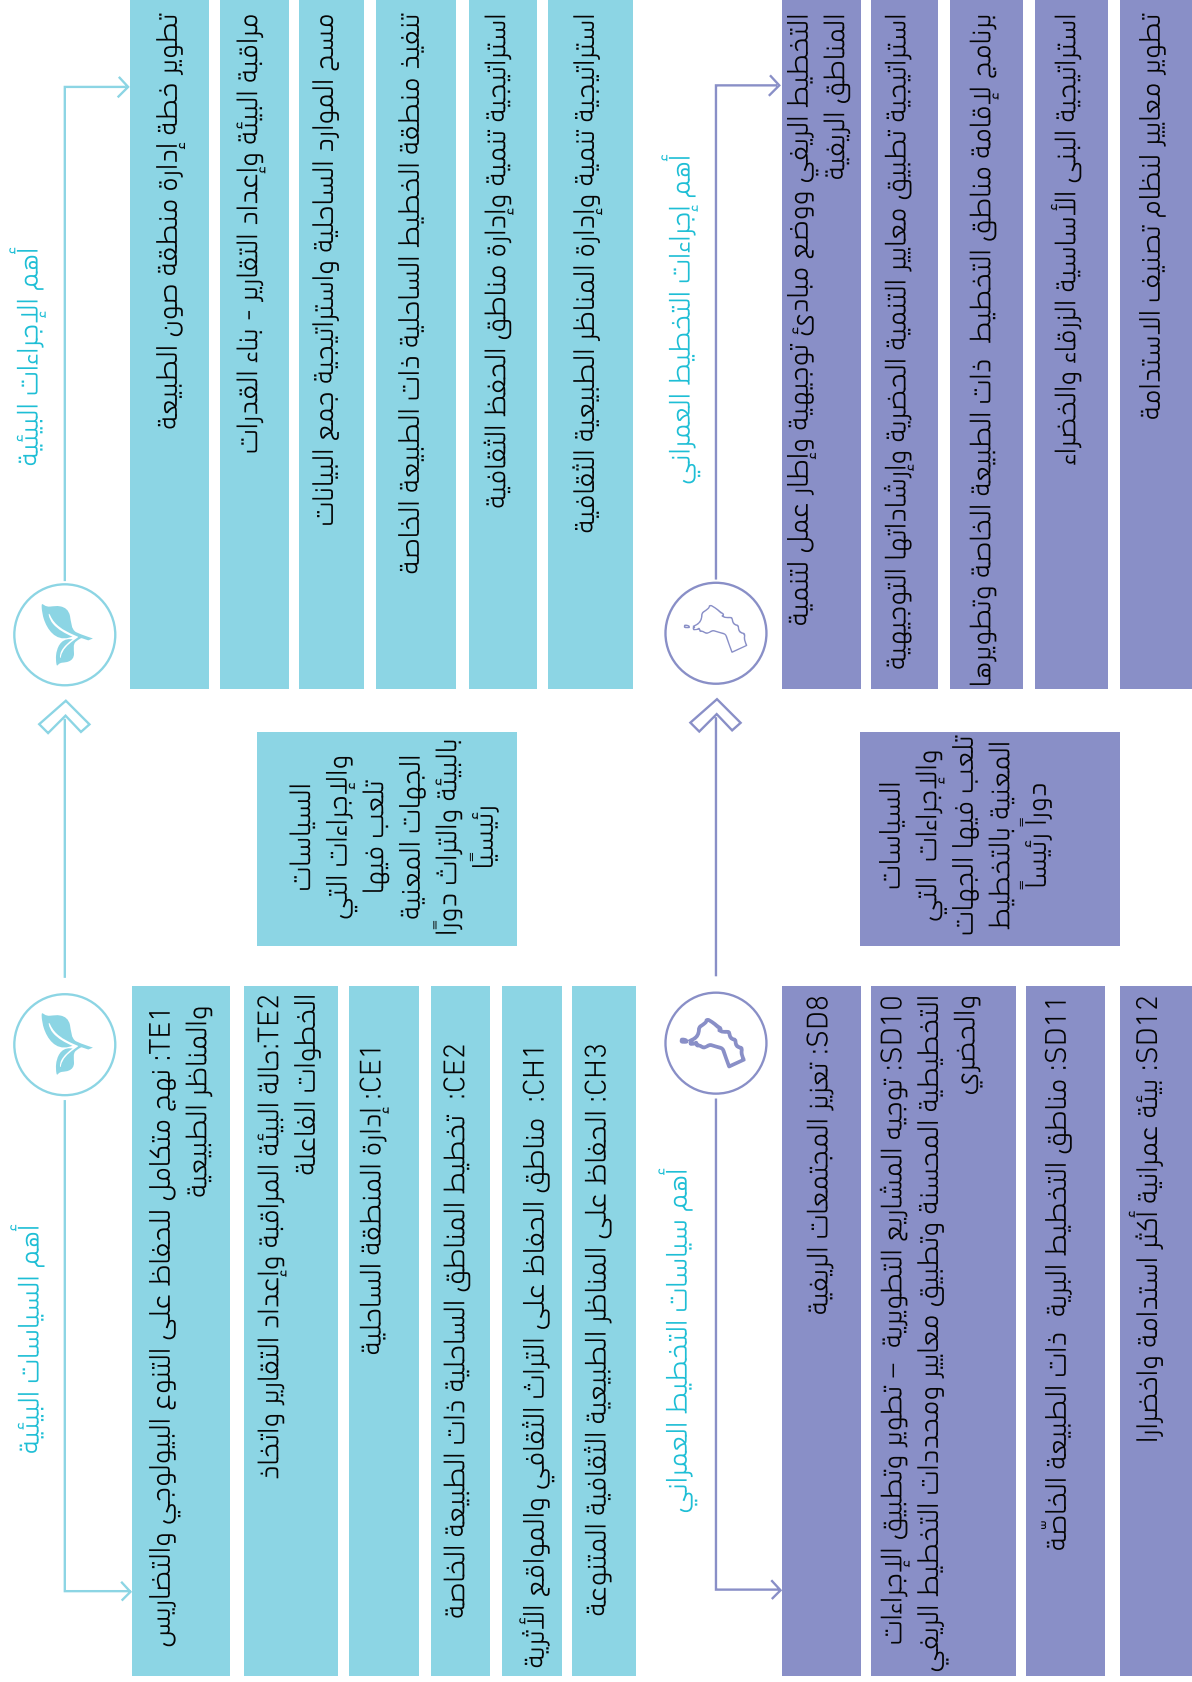 أهم السياسات البيئية
TE1: نهج متكامل للحفاظ على التنوع البيولوجي والتضاريس
والمناظر الطبيعية
TE2:حالة البيئة المراقبة وإعداد التقارير واتخاذ
الخطوات الفاعلة
CE1: إدارة المنطقة الساحلية
CE2: تخطيط المناطق الساحلية ذات الطبيعة الخاصة
CH1: مناطق الحفاظ على التراث الثقافي والمواقع الأثرية
CH3: الحفاظ على المناظر الطبيعية الثقافية المتنوعة
السياسات
والإجراءات التي
تلعب فيها
الجهات المعنية
بالبيئة والتراث دورًا
رئيسيًا
أهم الإجراءات البيئية
تطوير خطة إدارة منطقة صون الطبيعة
مراقبة البيئة وإعداد التقارير - بناء القدرات
مسح الموارد الساحلية واستراتيجية جمع البيانات
تنفيذ منطقة الخطيط الساحلية ذات الطبيعة الخاصة
استراتيجية تنمية وإدارة مناطق الحفظ الثقافية
استراتيجية تنمية وإدارة المناظر الطبيعية الثقافية
أهم سياسات التخطيط العمراني
SD8: تعزيز المجتمعات الريفية
SD10: توجيه المشاريع التطويرية – تطوير وتطبيق الإجراءات
التخطيطية المحسنة وتطبيق معايير ومحددات التخطيط الريفي
والحضري
SD11: مناطق التخطيط البرية ذات الطبيعة الخاصّة
SD12: بيئة عمرانية أكثر استدامة واخضرارا
السياسات
والإجراءات التي
تلعب فيها الجهات
المعنية بالتخطيط
دوراً رئيساً
أهم إجراءات التخطيط العمراني
التخطيط الريفي ووضع مبادئ توجيهية وإطار عمل لتنمية
المناطق الريفية
استراتيجية تطبيق معايير التنمية الحضرية وإرشاداتها التوجيهية
برنامج لإقامة مناطق التخطيط ذات الطبيعة الخاصة وتطويرها
استراتيجية البنى الأساسية الزرقاء والخضراء
تطوير معايير لنظام تصنيف الاستدامة